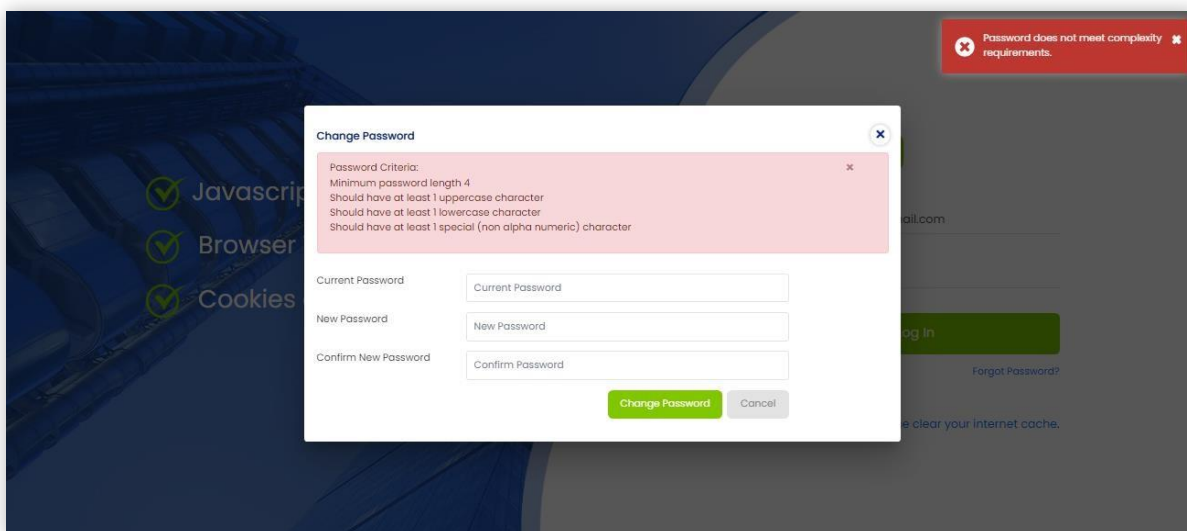 Password does not meet complexity
requirements.
Change Password
Password Criteria:
Minimum password length 4
Should have at least 1 uppercase character
Should have at least 1 lowercase character
Should have at least 1 special (non alpha numeric) character
Current Password
Current Password
New Password
New Password
Confirm New Password
Confirm Password
Change Password
Cancel
Browser
Cookies
ail.com
In
Forgot Password?
clear your internet cache.